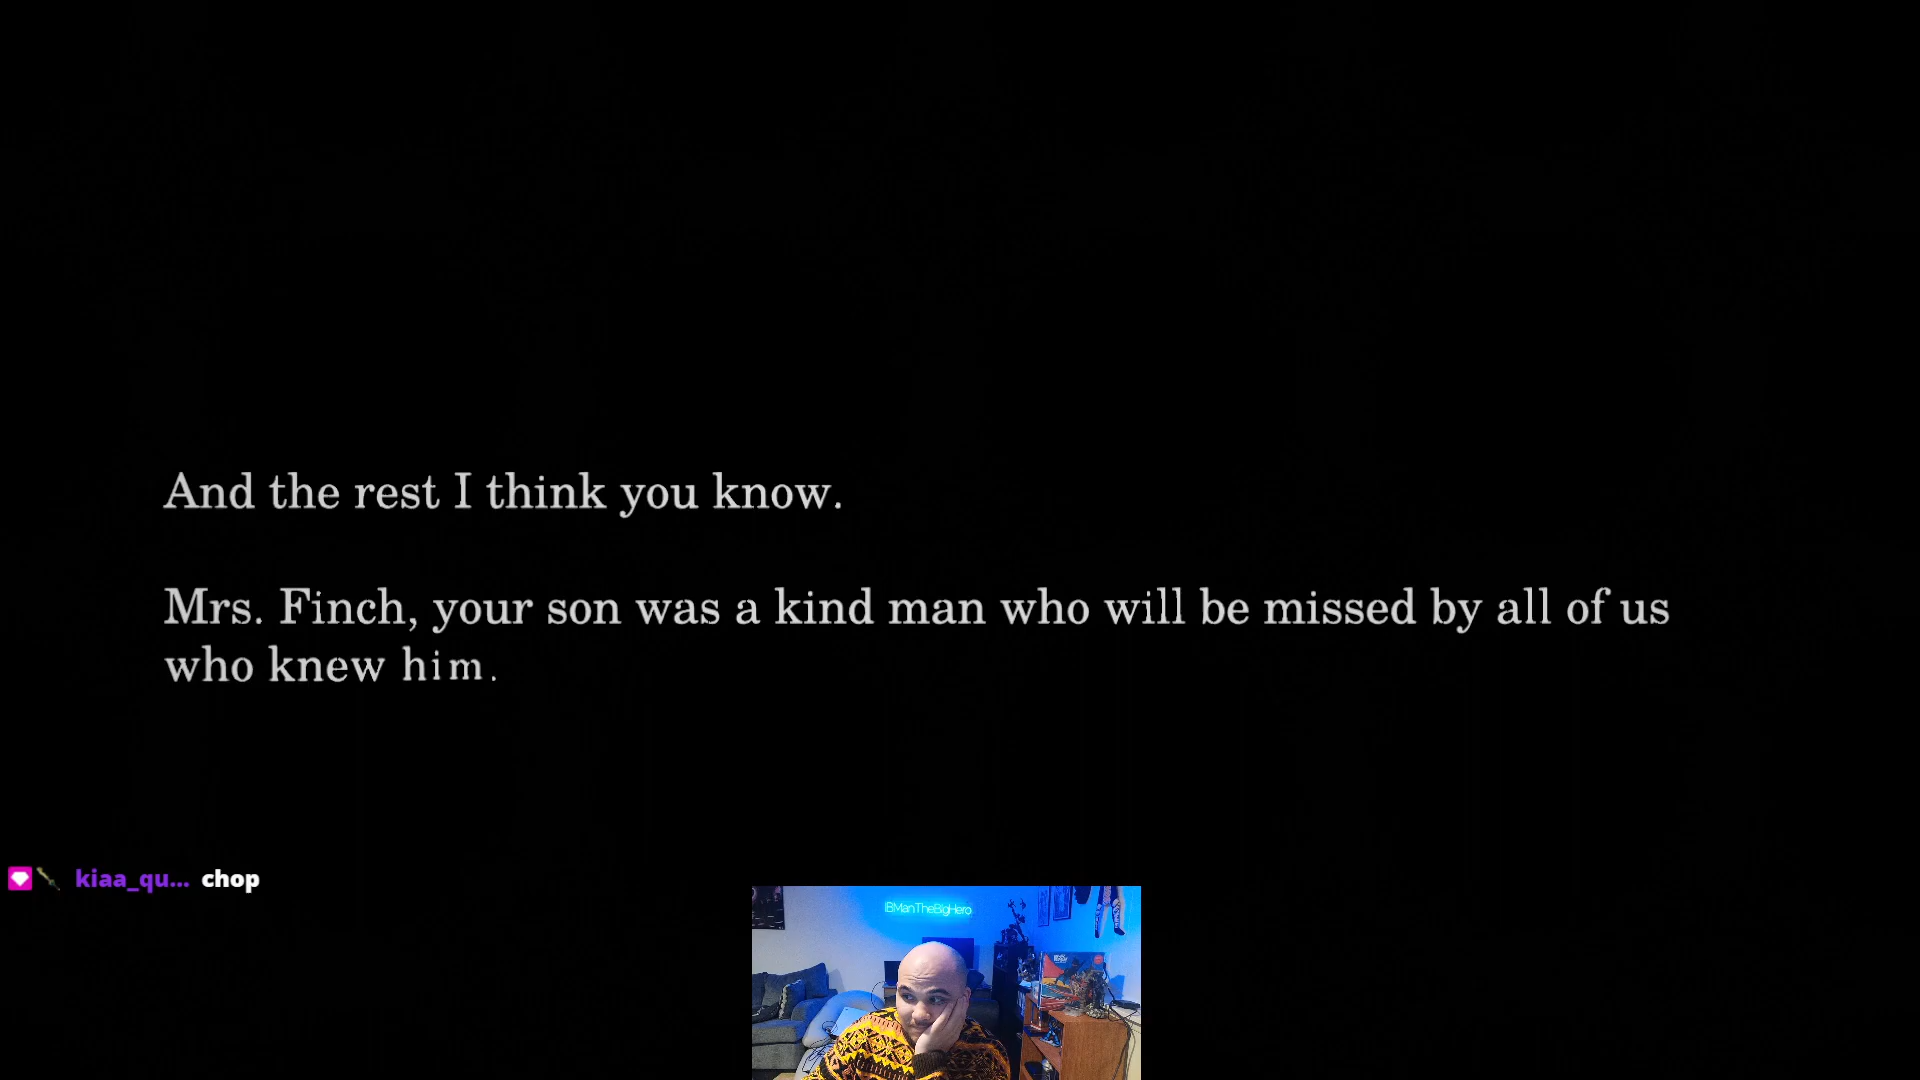 And the rest I think you know.
Mrs. Finch, your son was a kind man who will be missed by all of us
who knew him.
kiaa_qu... chop
IBManTheBigHero